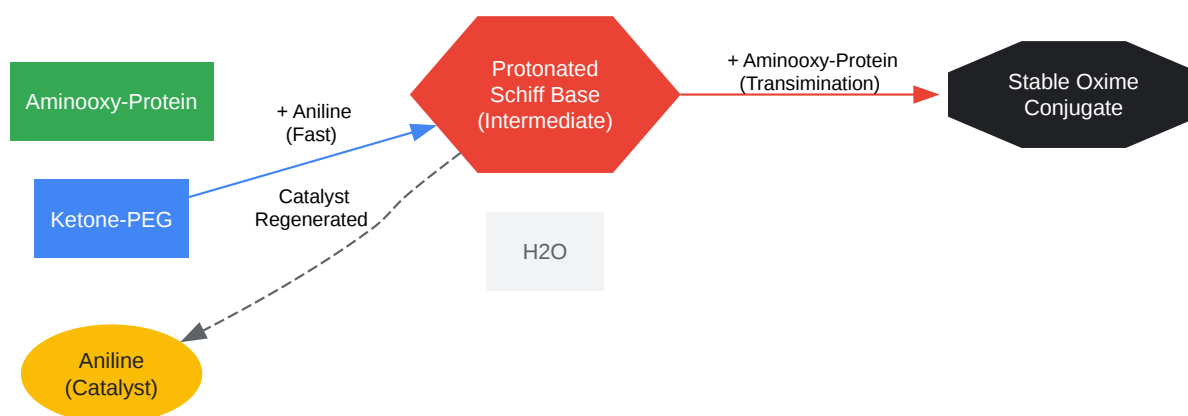 Aminooxy-Protein
Ketone-PEG
Aniline
(Catalyst)
+ Aniline
(Fast)
Catalyst
Regenerated
Protonated
Schiff Base
(Intermediate)
H2O
+ Aminooxy-Protein
(Transimination)
Stable Oxime
Conjugate